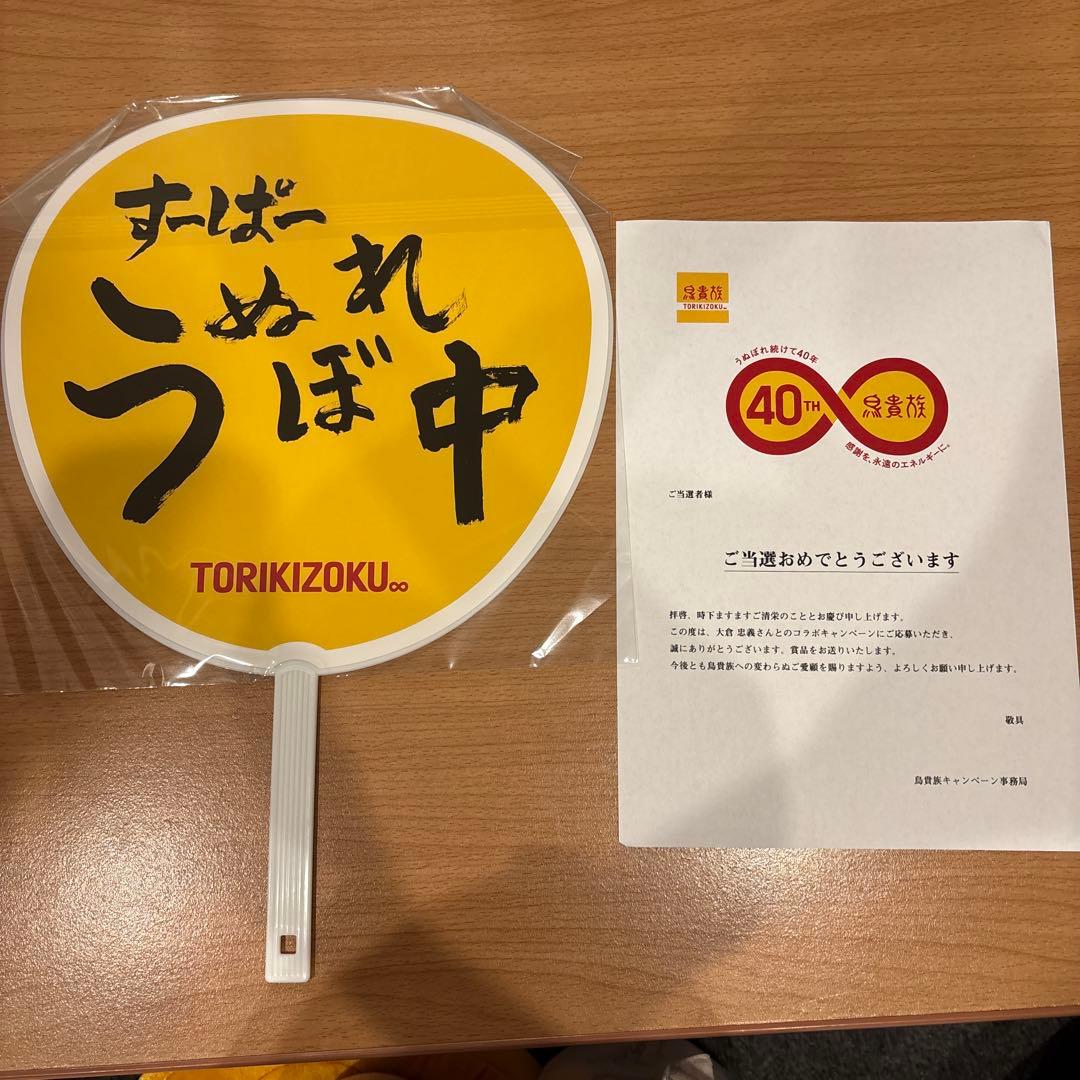 すーぱー
うぬぼれ中
TORIKIZOKU∞
鳥貴族
TORIKIZOKU∞
うぬぼれ続けて40年
40TH 鳥貴族
感謝を、永遠のエネルギーに。
ご当選者様
ご当選おめでとうございます
拝啓、時下ますますご清栄のこととお慶び申し上げます。
この度は、大倉 忠義さんとのコラボキャンペーンにご応募いただき、
誠にありがとうございます。賞品をお送りいたします。
今後とも鳥貴族への変わらぬご愛顧を賜りますよう、よろしくお願い申し上げます。
敬具
鳥貴族キャンペーン事務局